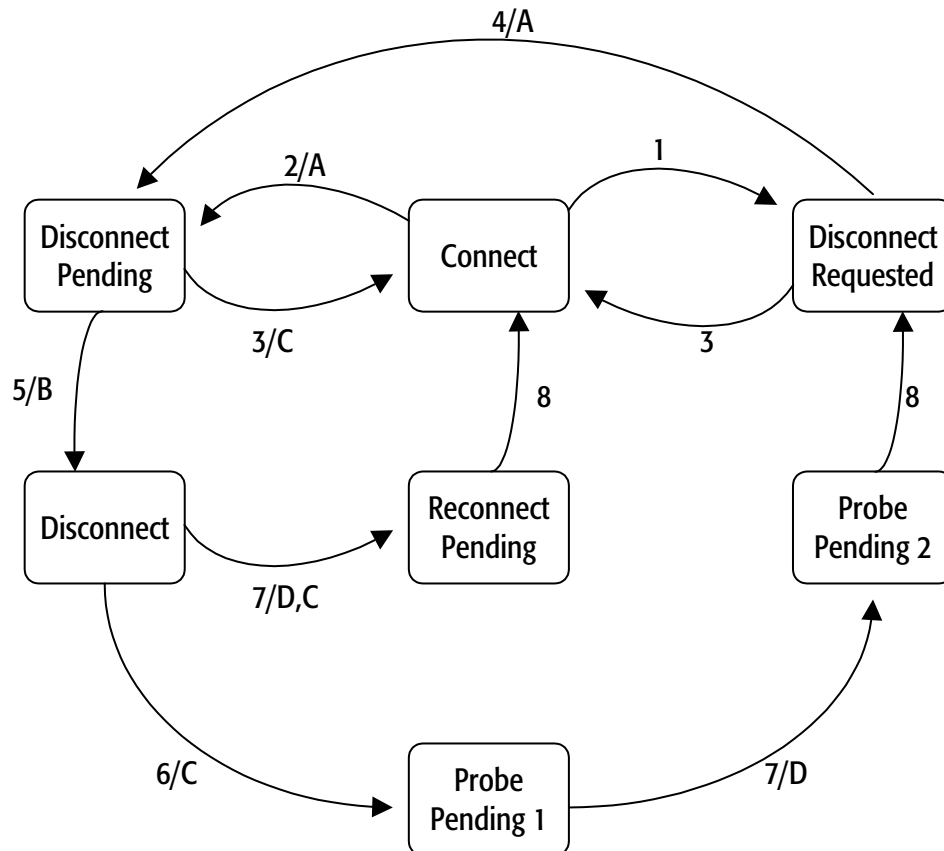 4/A
2/A
1
Disconnect
Pending
Connect
Disconnect
Requested
3/C
3
5/B
8
8
Disconnect
Reconnect
Pending
Probe
Pending 2
7/D,C
6/C
Probe
Pending 1
7/D